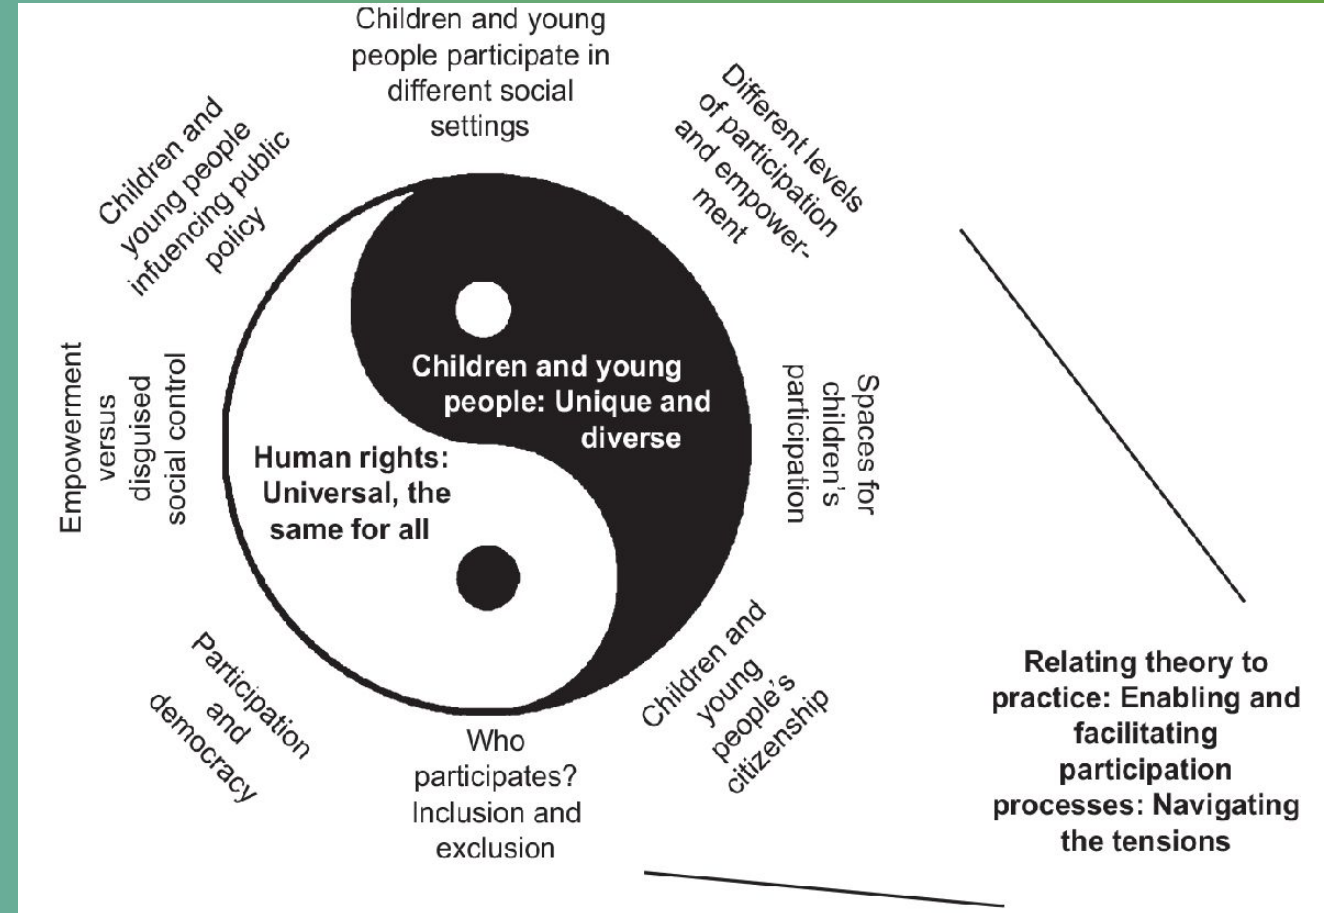 Children and young
people participate in
different social
settings
Different levels
of participation
and empower-
ment
Spaces for
children's
participation
Children and
young
people's
citizenship
Who
participates?
Inclusion and
exclusion
Participation
and
democracy
Empowerment
versus
disguised
social control
Children and
young people
infuencing public
policy
Children and young
people: Unique and
diverse
Human rights:
Universal, the
same for all
Relating theory to
practice: Enabling and
facilitating
participation
processes: Navigating
the tensions